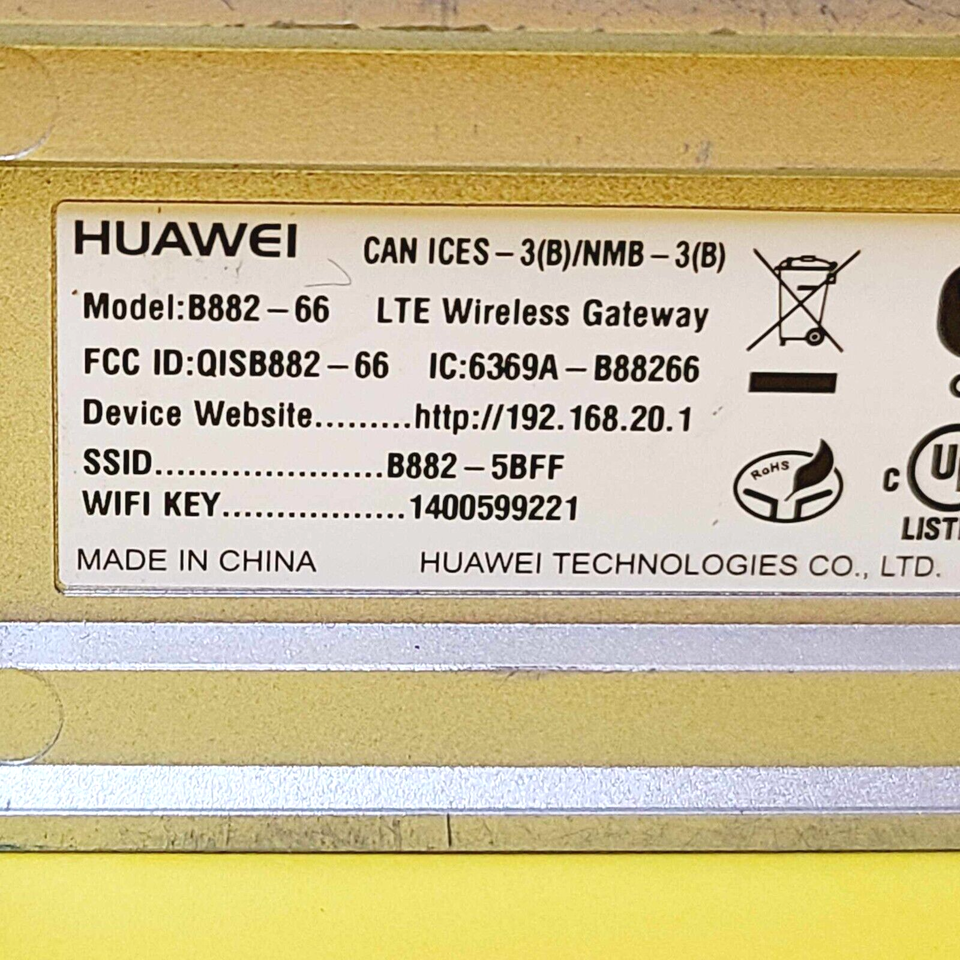 HUAWEI CAN ICES-3(B)/NMB-3(B)
Model:B882-66 LTE Wireless Gateway
FCC ID:QISB882-66 IC:6369A-B88266
Device Website.........http://192.168.20.1
SSID.....................B882-5BFF
RoHS
C
WIFI KEY.................1400599221
MADE IN CHINA HUAWEI TECHNOLOGIES CO., LTD.